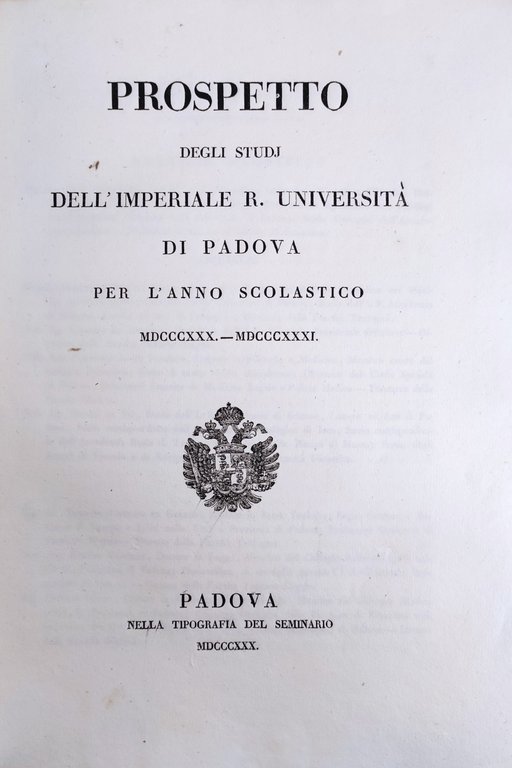 PROSPETTO
DEGLI STUDJ
DELL'IMPERIALE R. UNIVERSITÀ
DI PADOVA
PER L'ANNO SCOLASTICO
MDCCCXXX.—MDCCCXXXI.
PADOVA
NELLA TIPOGRAFIA DEL SEMINARIO
MDCCCXXX.